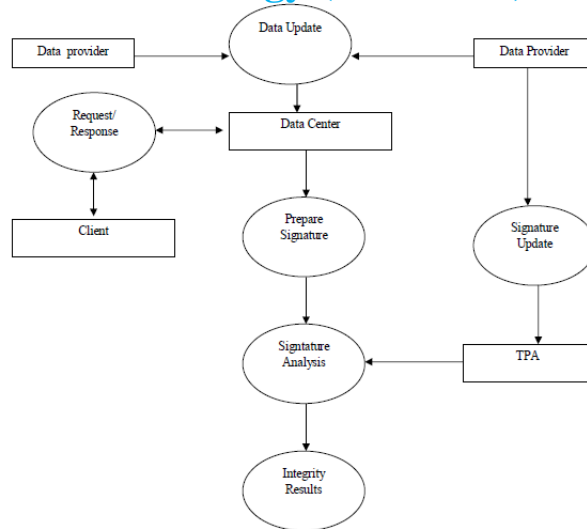 Data Update
Data provider
Data Provider
Request/
Response
Data Center
Client
Prepare
Signature
Signature
Update
Signtature
Analysis
TPA
Integrity
Results